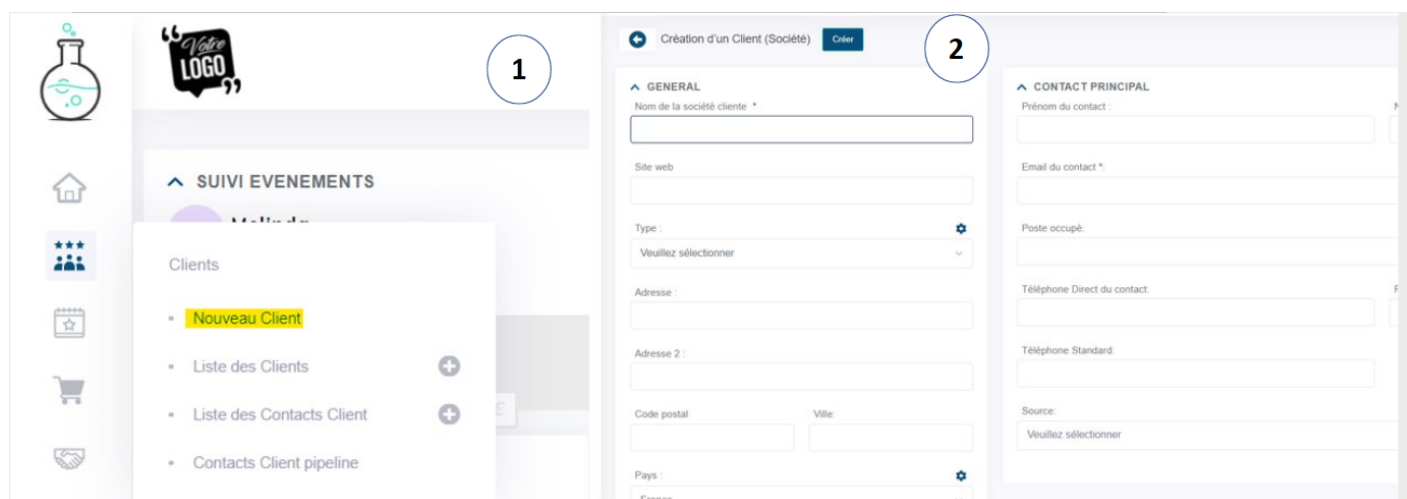 Votre
LOGO
1
SUIVI EVENEMENTS
Melinda
Clients
Nouveau Client
Liste des Clients
Liste des Contacts Client
Contacts Client pipeline
Création d'un Client (Société)
Créer
2
GENERAL
Nom de la société cliente *
Site web
Type :
Veuillez sélectionner
Adresse :
Adresse 2 :
Code postal
Ville:
Pays :
France
CONTACT PRINCIPAL
Prénom du contact :
Email du contact *:
Poste occupé:
Téléphone Direct du contact:
Téléphone Standard:
Source:
Veuillez sélectionner